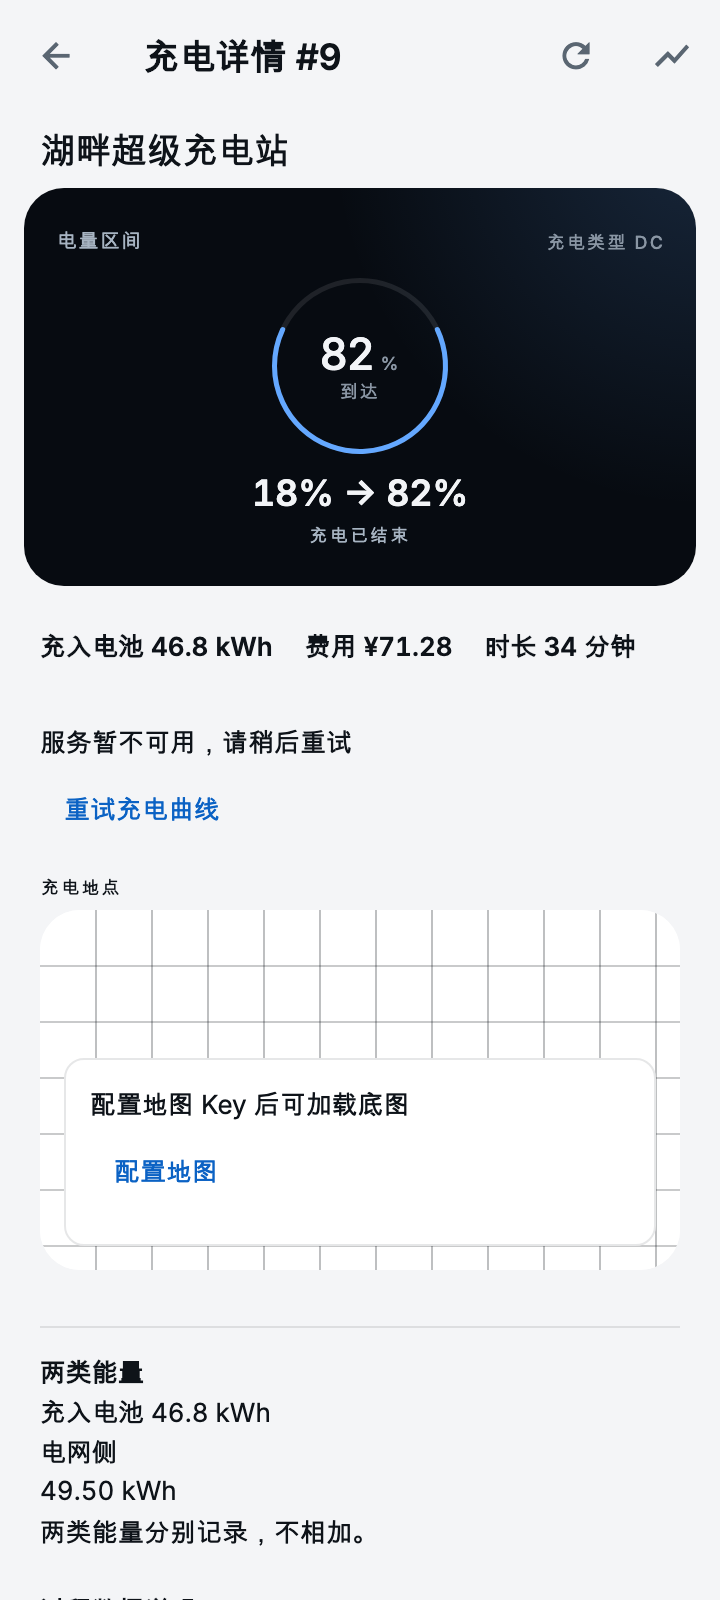 充电详情 #9
湖畔超级充电站
电量区间
充电类型 DC
82 %
到达
18% → 82%
充电已结束
充入电池 46.8 kWh 费用 ¥71.28 时长 34 分钟
服务暂不可用，请稍后重试
重试充电曲线
充电地点
配置地图 Key 后可加载底图
配置地图
两类能量
充入电池 46.8 kWh
电网侧
49.50 kWh
两类能量分别记录，不相加。